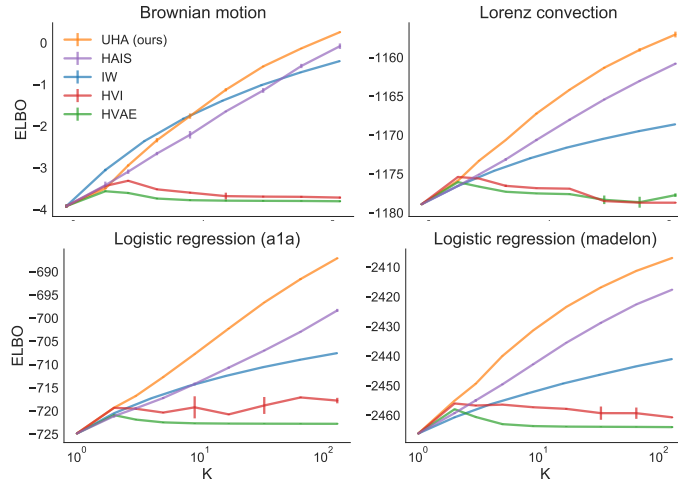 Brownian motion
Lorenz convection
UHA (ours)
HAIS
IW
HVI
HVAE
ELBO
0
−1
−2
−3
−4
−1160
−1165
−1170
−1175
−1180
Logistic regression (a1a)
Logistic regression (madelon)
ELBO
−690
−695
−700
−705
−710
−715
−720
−725
−2410
−2420
−2430
−2440
−2450
−2460
10⁰
10¹
10²
10⁰
10¹
10²
K
K